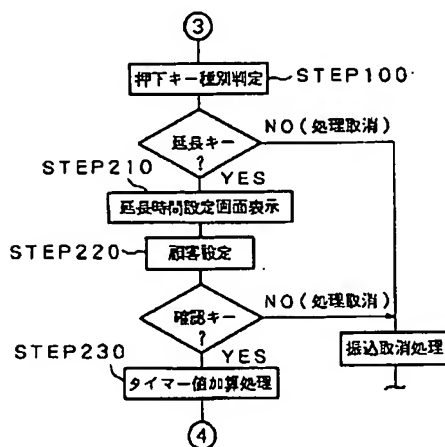 ③
押下キー種別判定
STEP100
延長キー
?
NO(処理取消)
STEP210
YES
延長時間設定画面表示
STEP220
顧客設定
確認キー
?
NO(処理取消)
振込取消処理
STEP230
YES
タイマー値加算処理
④